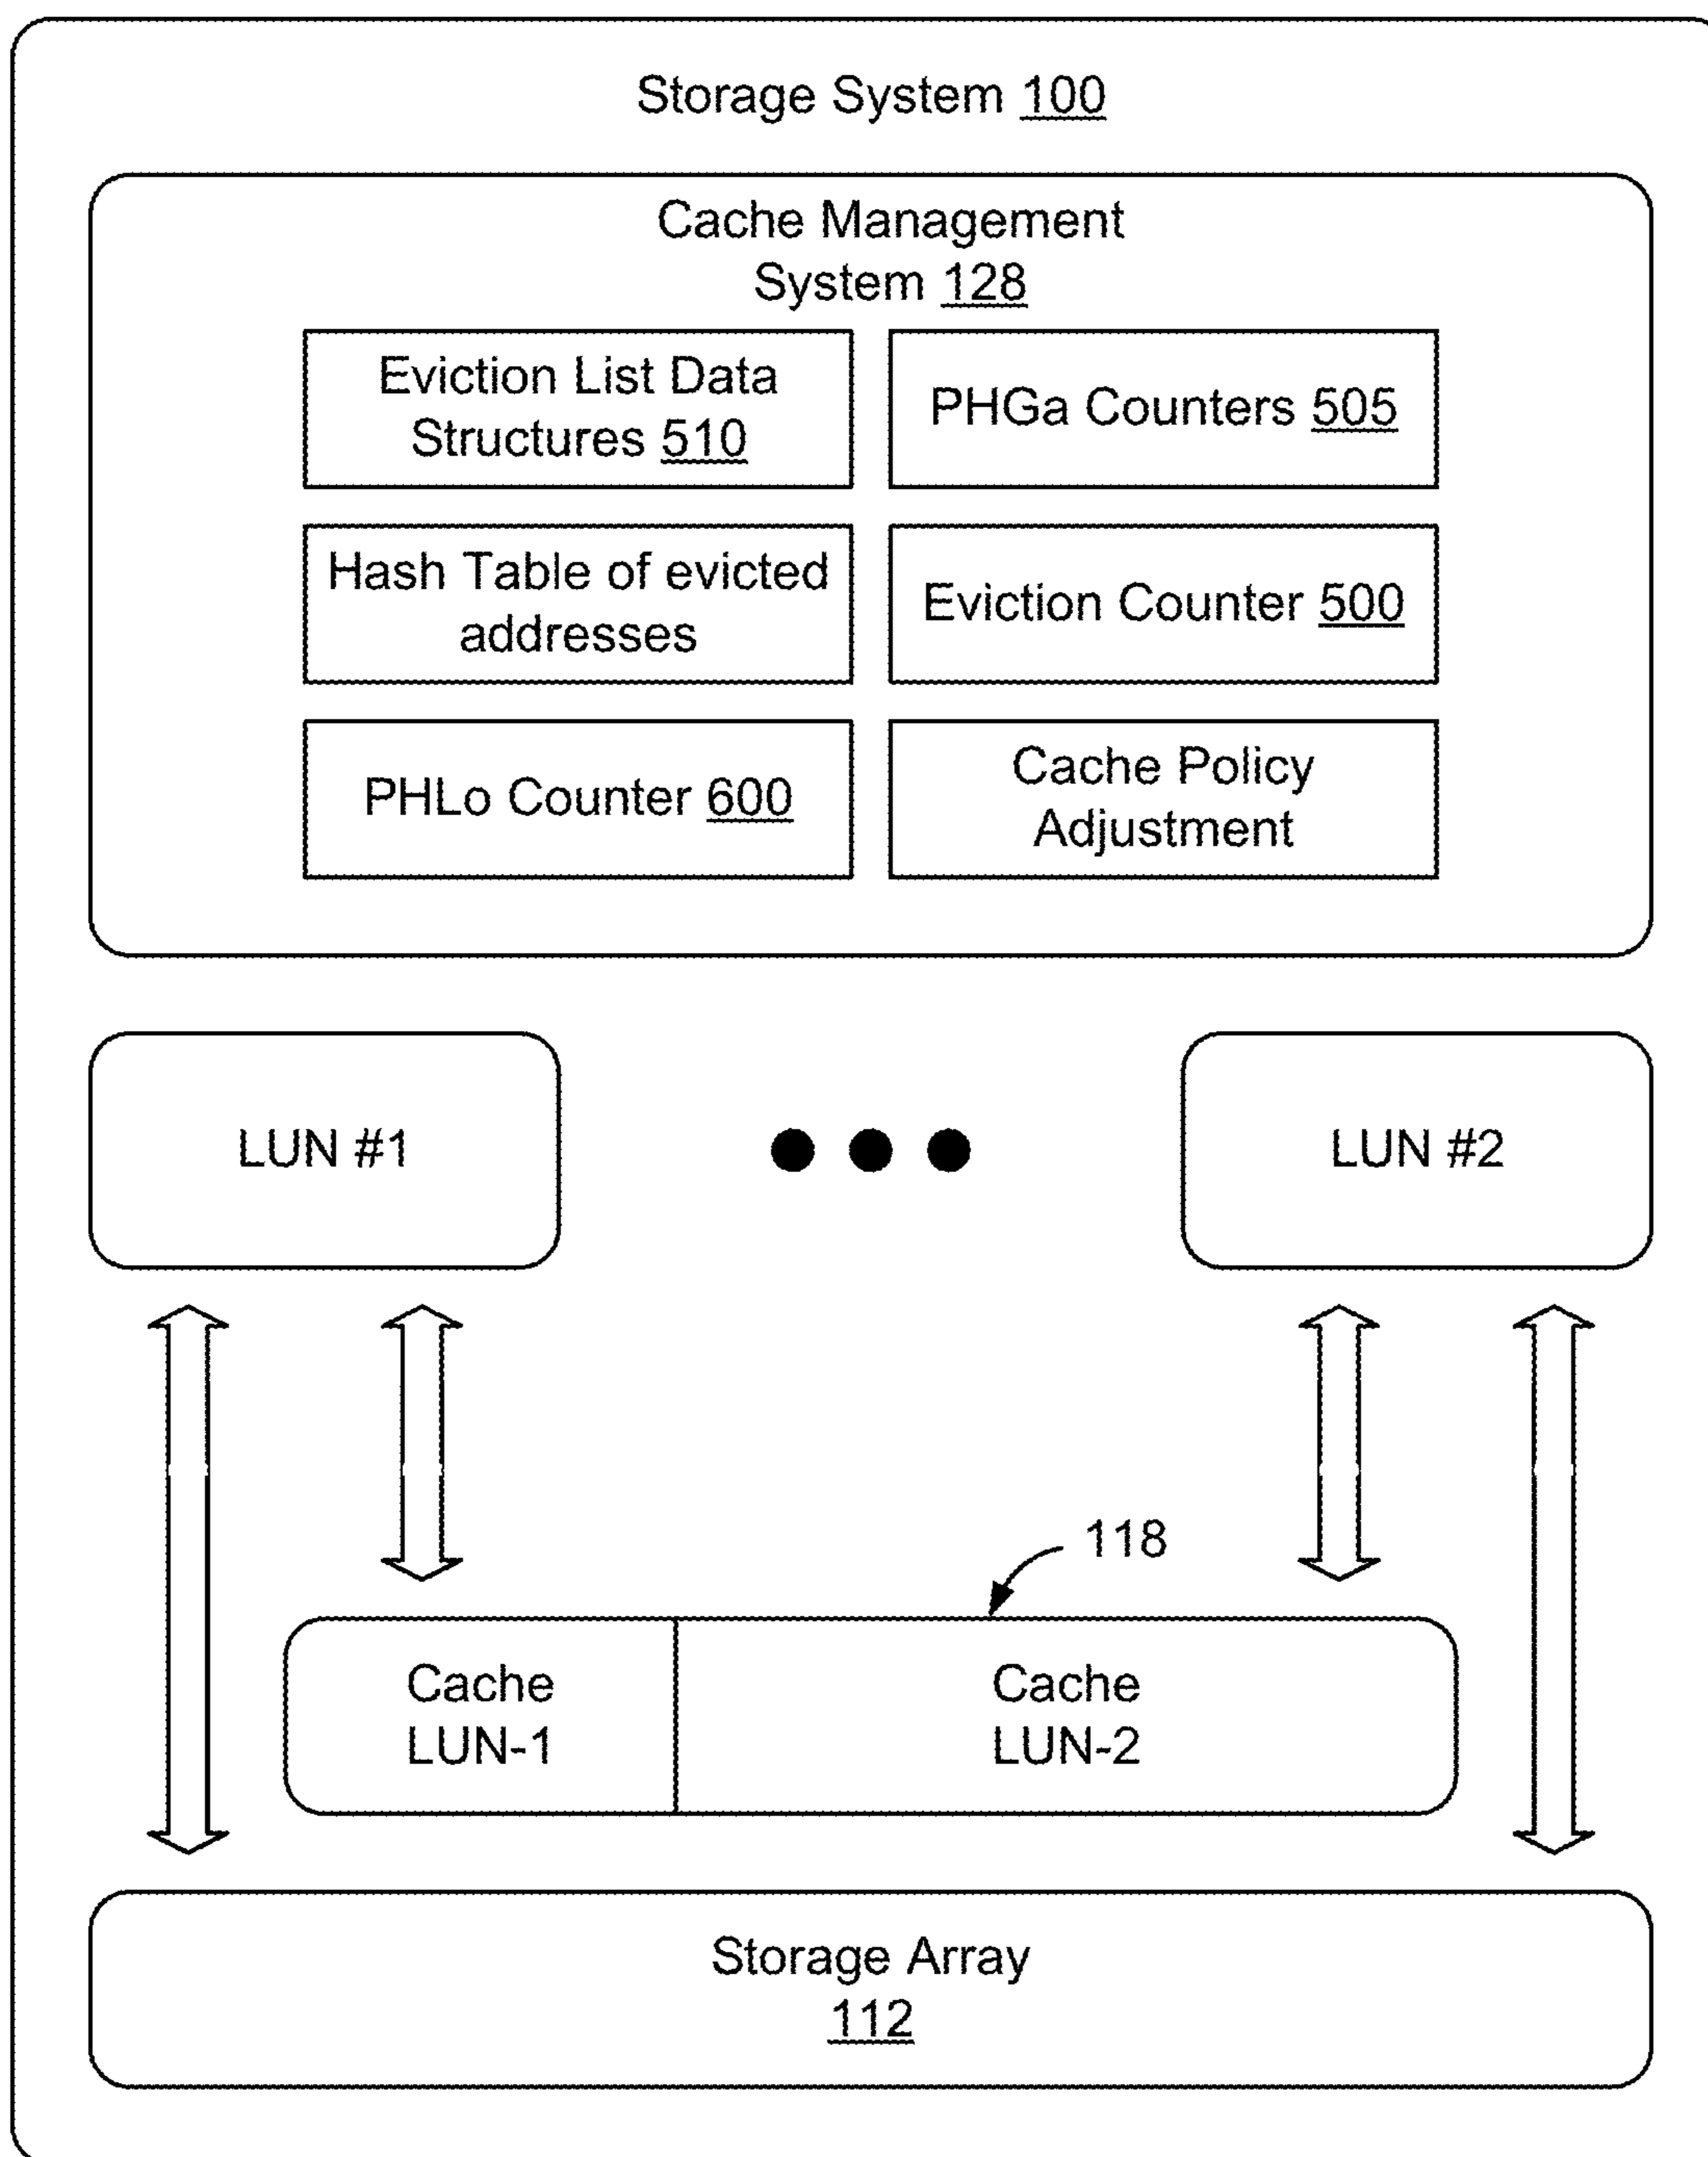 Storage System 100
Cache Management
System 128
Eviction List Data
Structures 510
PHGa Counters 505
Hash Table of evicted
addresses
Eviction Counter 500
PHLo Counter 600
Cache Policy
Adjustment
LUN #1
LUN #2
118
Cache
LUN-1
Cache
LUN-2
Storage Array
112